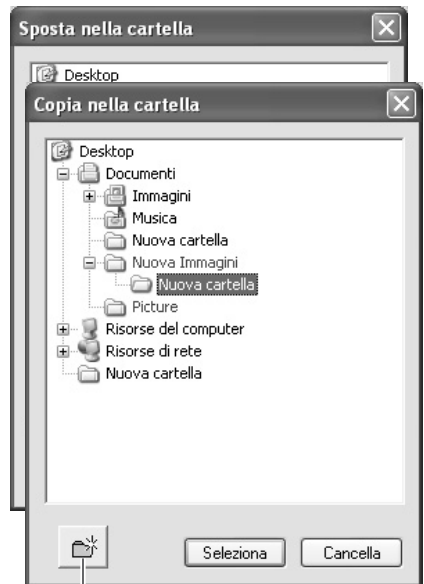 Sposta nella cartella
Desktop
Copia nella cartella
Desktop
Documenti
Immagini
Musica
Nuova cartella
Nuova Immagini
Nuova cartella
Picture
Risorse del computer
Risorse di rete
Nuova cartella
Seleziona Cancella